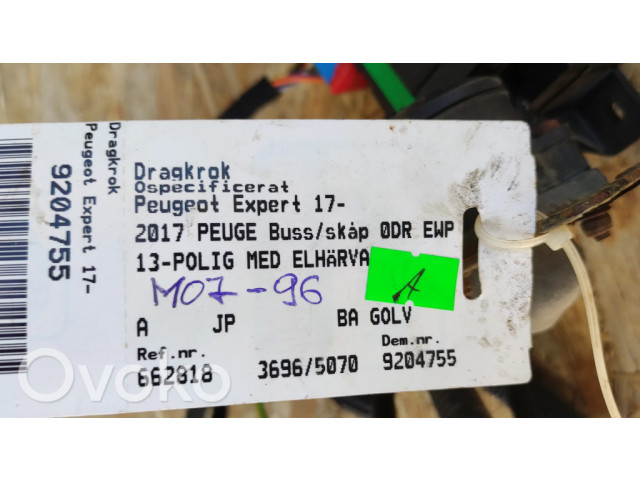 Dragkrok
Peugeot Expert 17-
9204755
Dragkrok
Ospecificerat
Peugeot Expert 17-
2017 PEUGE Buss/skåp 0DR EWP
13-POLIG MED ELHäRVA
M07-96
A
A JP BA GOLV
Ref.nr. Dem.nr.
662818 3696/5070 9204755
Ovoko